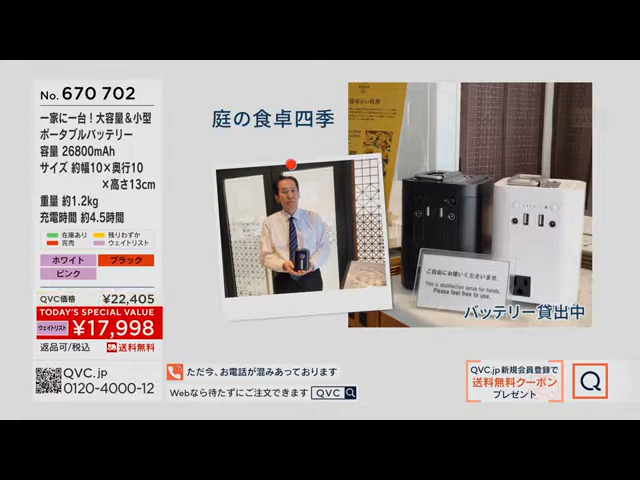 No. 670 702
一家に一台！大容量＆小型
ポータブルバッテリー
容量 26800mAh
サイズ 約幅10×奥行10
×高さ13cm
重量 約1.2kg
充電時間 約4.5時間
在庫あり 残りわずか
完売 ウェイトリスト
ホワイト ブラック
ピンク
QVC価格 ¥22,405
TODAY'S SPECIAL VALUE
ウェイトリスト ¥17,998
返品可/税込 送料無料
QVC.jp
0120-4000-12
庭の食卓四季
ご自由にお使いくださいませ。
This is disinfection spray for hands.
Please feel free to use.
バッテリー貸出中
ただ今、お電話が混みあっております
Webなら待たずにご注文できます QVC
QVC.jp新規会員登録で
送料無料クーポン
プレゼント
Q